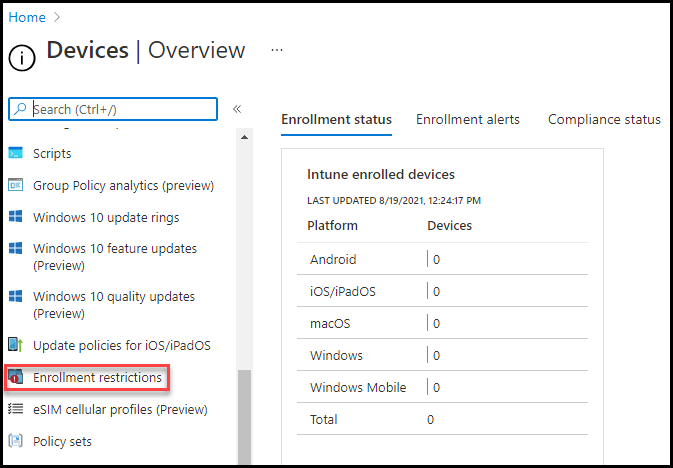 Home
Devices | Overview
Search (Ctrl+/)
Scripts
Group Policy analytics (preview)
Windows 10 update rings
Windows 10 feature updates
(Preview)
Windows 10 quality updates
(Preview)
Update policies for iOS/iPadOS
Enrollment restrictions
eSIM cellular profiles (Preview)
Policy sets
Enrollment status Enrollment alerts Compliance status
Intune enrolled devices
LAST UPDATED 8/19/2021, 12:24:17 PM
Platform Devices
Android 0
iOS/iPadOS 0
macOS 0
Windows 0
Windows Mobile 0
Total 0